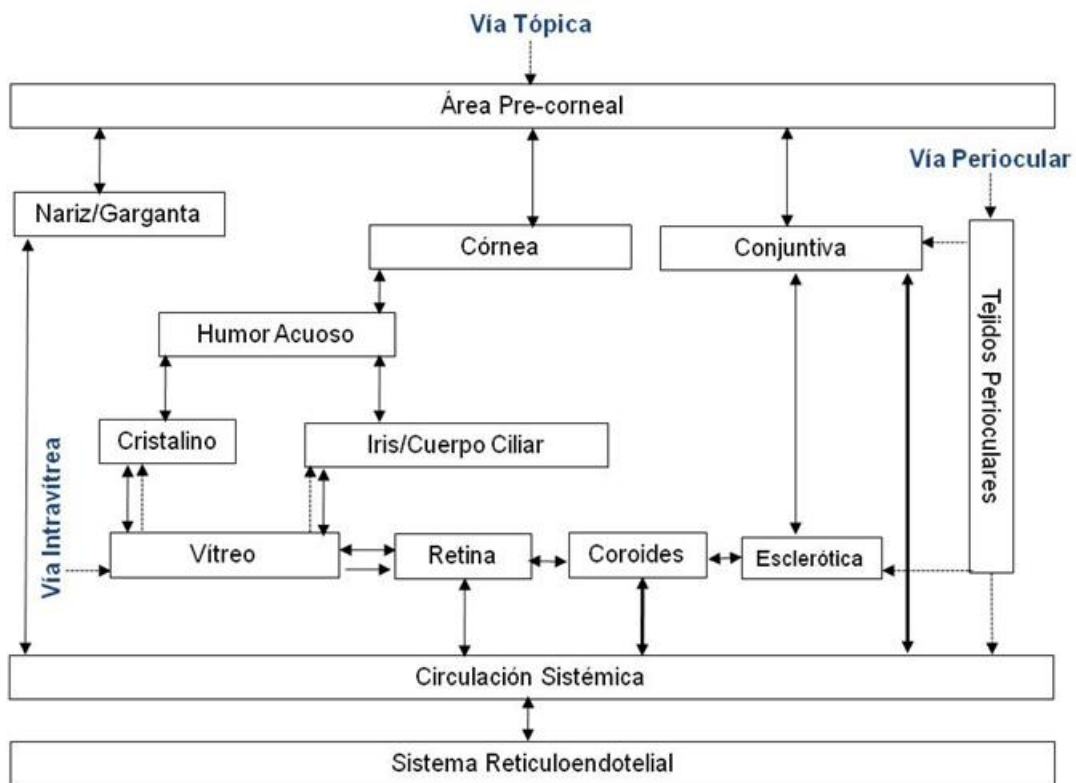 Vía Tópica
Área Pre-corneal
Vía Periocular
Nariz/Garganta
Córnea
Conjuntiva
Tejidos Perioculares
Humor Acuoso
Cristalino
Iris/Cuerpo Ciliar
Vía Intravítrea
Vítreo
Retina
Coroides
Esclerótica
Circulación Sistémica
Sistema Reticuloendotelial